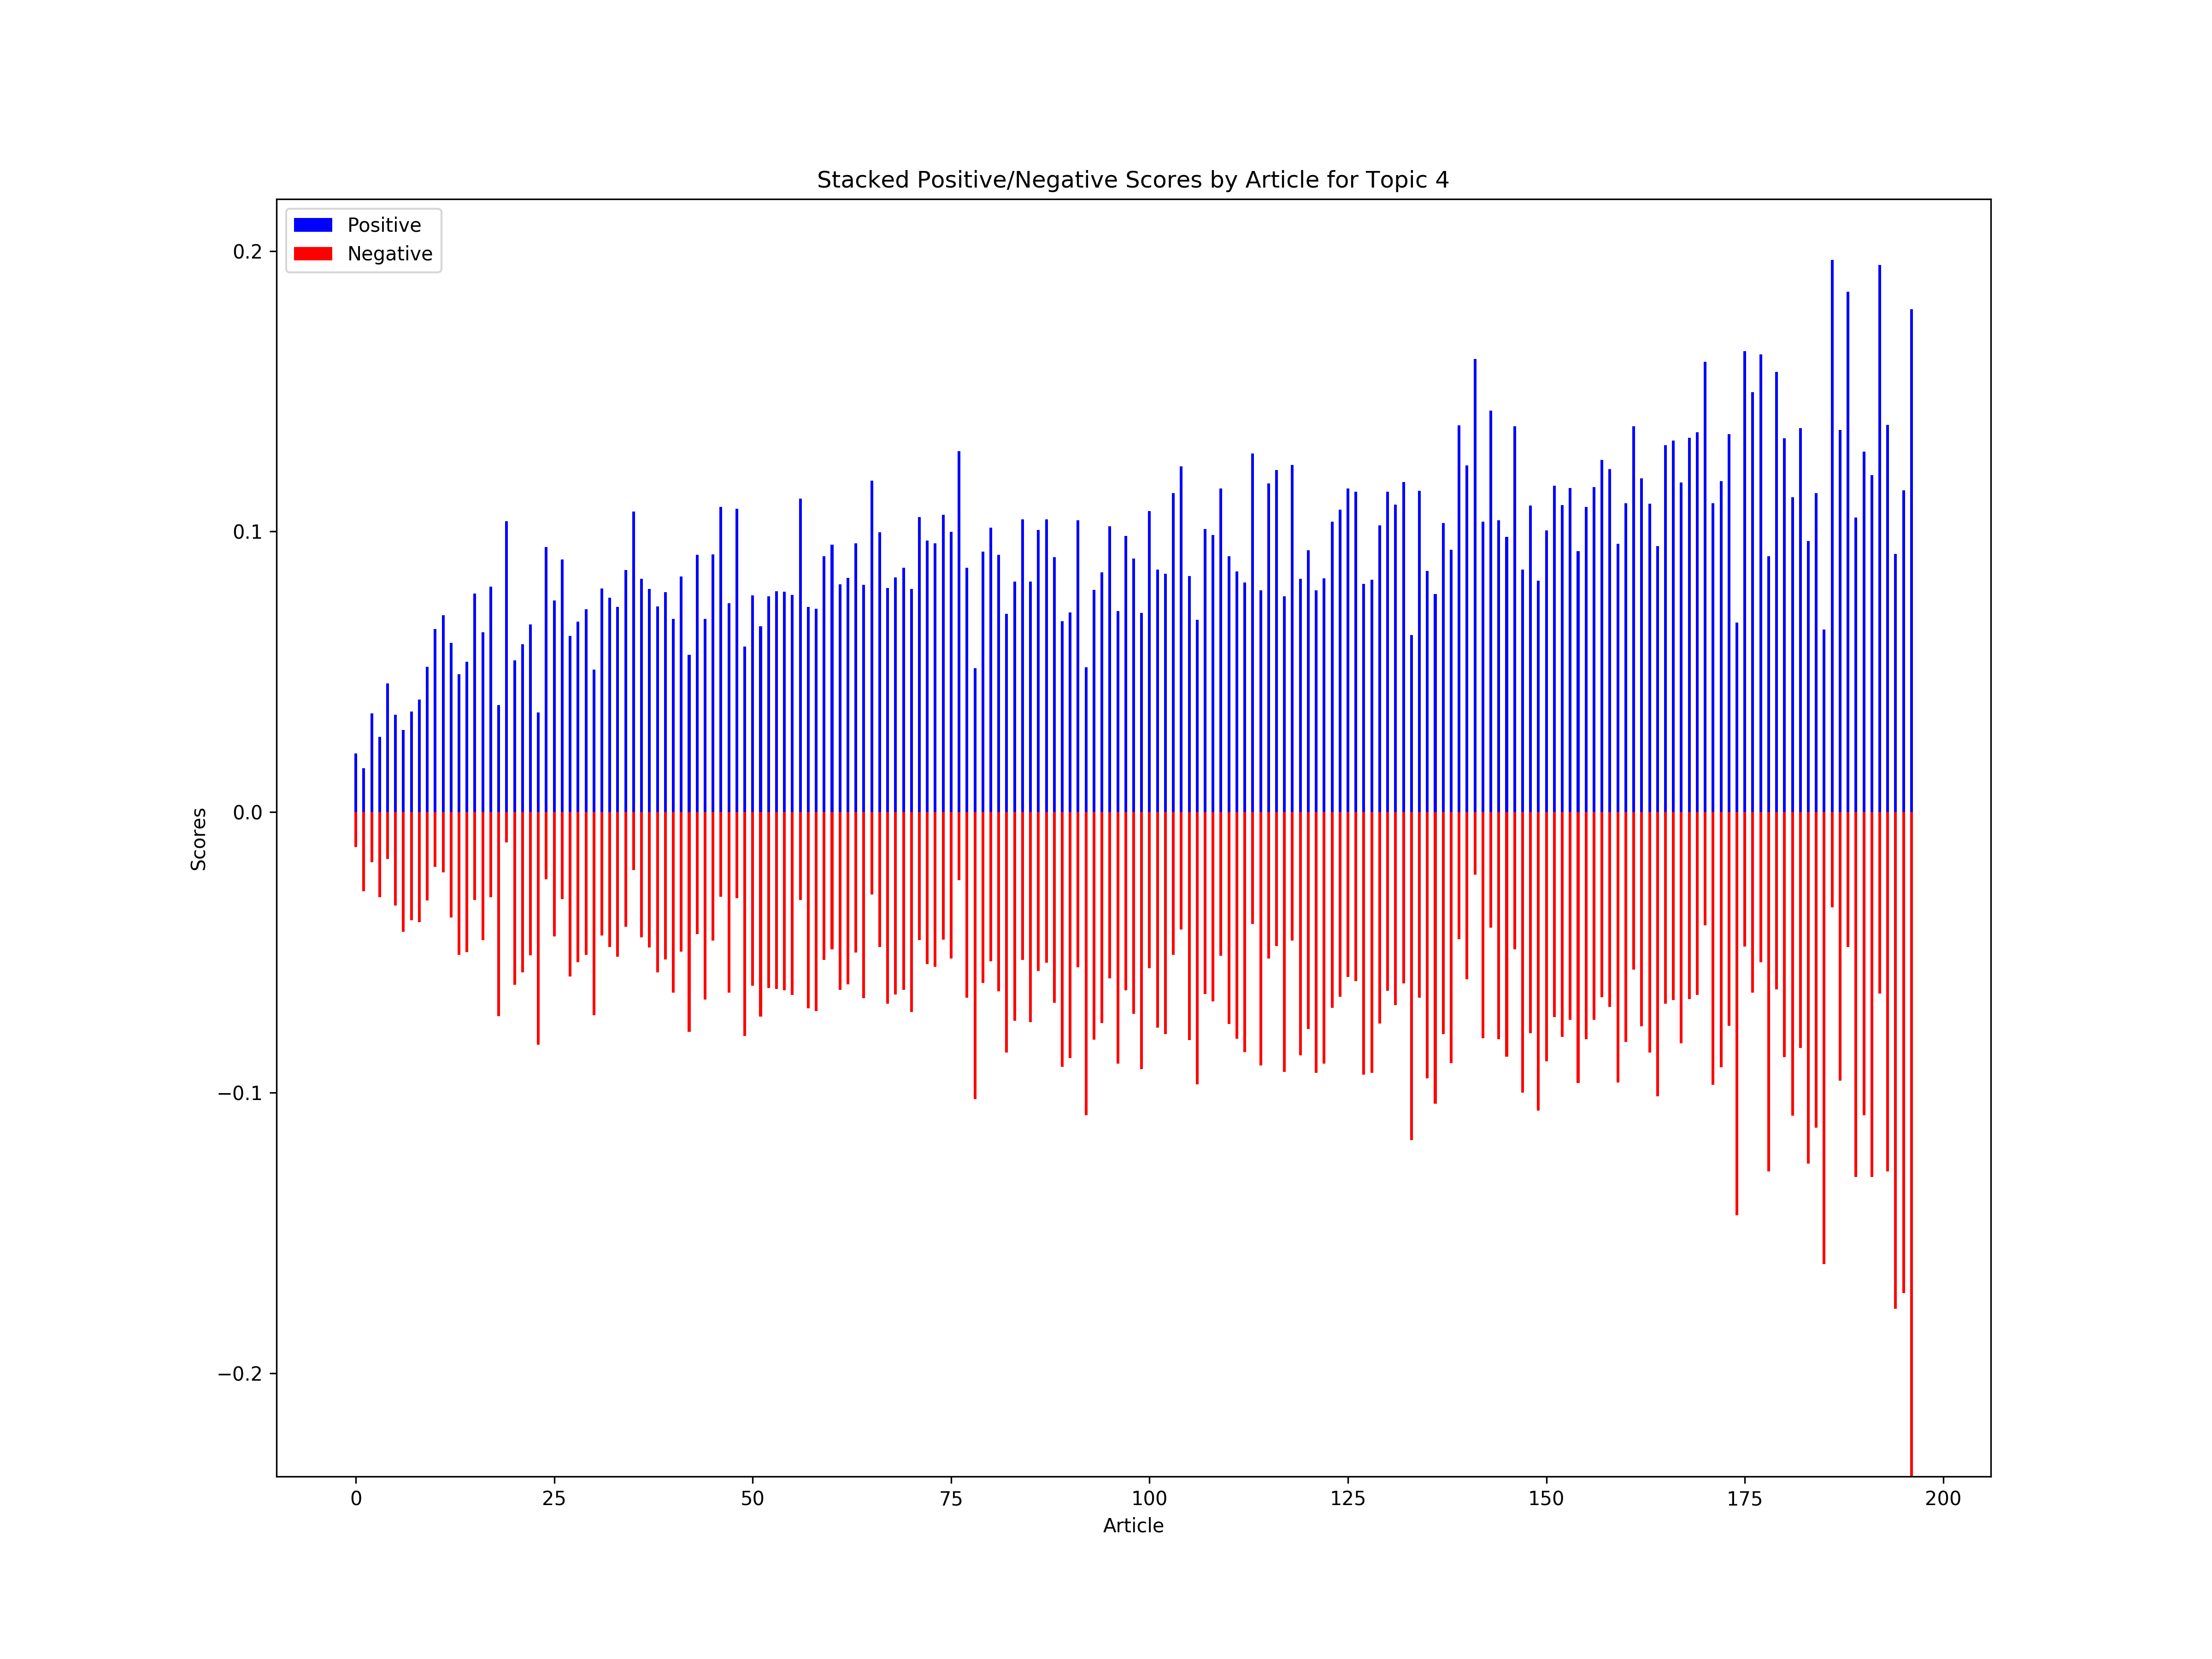 Stacked Positive/Negative Scores by Article for Topic 4
Positive
Negative
0.2
0.1
0.0
−0.1
−0.2
Scores
0 25 50 75 100 125 150 175 200
Article